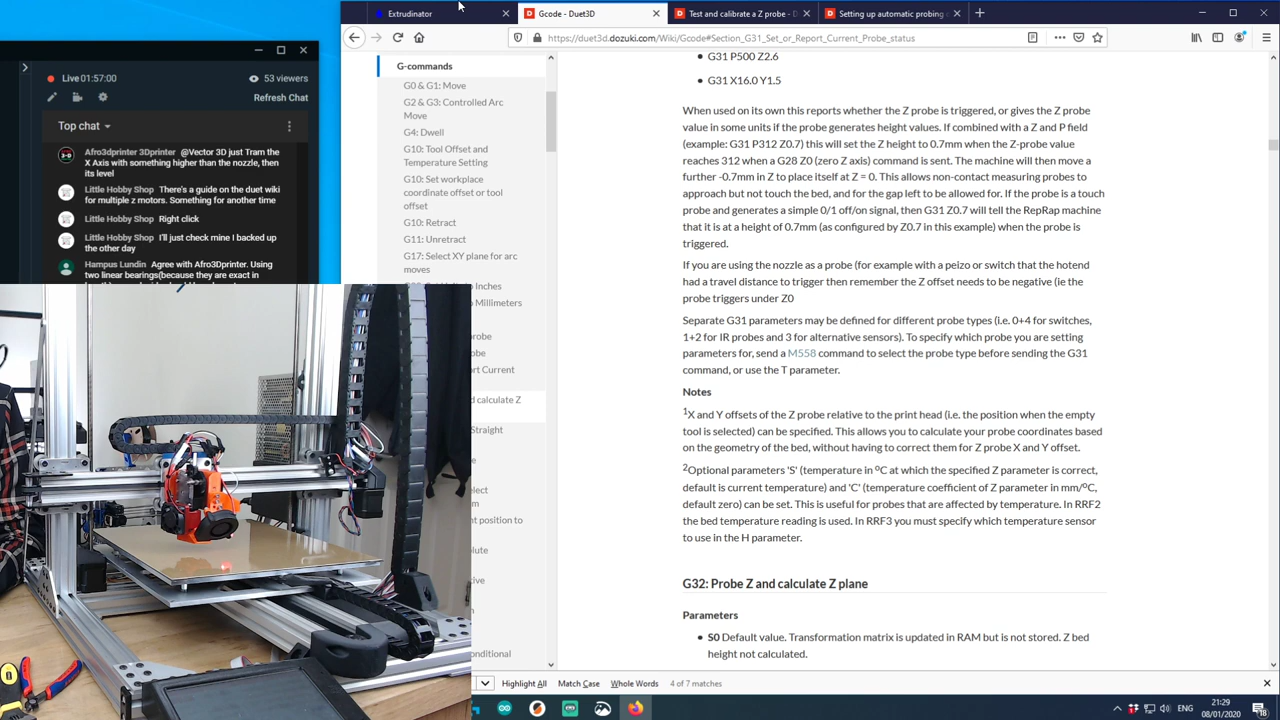 Extrudinator
Gcode - Duet3D
Test and calibrate a Z probe - D
Setting up automatic probing
https://duet3d.dozuki.com/Wiki/Gcode#Section_G31_Set_or_Report_Current_Probe_status
Live 01:57:00
53 viewers
Refresh Chat
Top chat
Afro3dprinter 3Dprinter @Vector 3D just Tram the
X Axis with something higher than the nozzle, then
its level
Little Hobby Shop There's a guide on the duet wiki
for multiple z motors. Something for another time
Little Hobby Shop Right click
Little Hobby Shop I'll just check mine I backed up
the other day
Hampus Lundin Agree with Afro3Dprinter. Using
two linear bearings(because they are exact in
G-commands
G0 & G1: Move
G2 & G3: Controlled Arc
Move
G4: Dwell
G10: Tool Offset and
Temperature Setting
G10: Set workplace
coordinate offset or tool
offset
G10: Retract
G11: Unretract
G17: Select XY plane for arc
moves
to Inches
to Millimeters
robe
obe
ort Current
d calculate Z
Straight
ce
elect
m
nt position to
olute
tive
nditional
G31 P500 Z2.6
G31 X16.0 Y1.5
When used on its own this reports whether the Z probe is triggered, or gives the Z probe
value in some units if the probe generates height values. If combined with a Z and P field
(example: G31 P312 Z0.7) this will set the Z height to 0.7mm when the Z-probe value
reaches 312 when a G28 Z0 (zero Z axis) command is sent. The machine will then move a
further -0.7mm in Z to place itself at Z = 0. This allows non-contact measuring probes to
approach but not touch the bed, and for the gap left to be allowed for. If the probe is a touch
probe and generates a simple 0/1 off/on signal, then G31 Z0.7 will tell the RepRap machine
that it is at a height of 0.7mm (as configured by Z0.7 in this example) when the probe is
triggered.
If you are using the nozzle as a probe (for example with a peizo or switch that the hotend
had a travel distance to trigger then remember the Z offset needs to be negative (ie the
probe triggers under Z0
Separate G31 parameters may be defined for different probe types (i.e. 0+4 for switches,
1+2 for IR probes and 3 for alternative sensors). To specify which probe you are setting
parameters for, send a M558 command to select the probe type before sending the G31
command, or use the T parameter.
Notes
1X and Y offsets of the Z probe relative to the print head (i.e. the position when the empty
tool is selected) can be specified. This allows you to calculate your probe coordinates based
on the geometry of the bed, without having to correct them for Z probe X and Y offset.
2Optional parameters 'S' (temperature in oC at which the specified Z parameter is correct,
default is current temperature) and 'C' (temperature coefficient of Z parameter in mm/oC,
default zero) can be set. This is useful for probes that are affected by temperature. In RRF2
the bed temperature reading is used. In RRF3 you must specify which temperature sensor
to use in the H parameter.
G32: Probe Z and calculate Z plane
Parameters
S0 Default value. Transformation matrix is updated in RAM but is not stored. Z bed
height not calculated.
Highlight All
Match Case
Whole Words
4 of 7 matches
ENG
21:29
08/01/2020
18